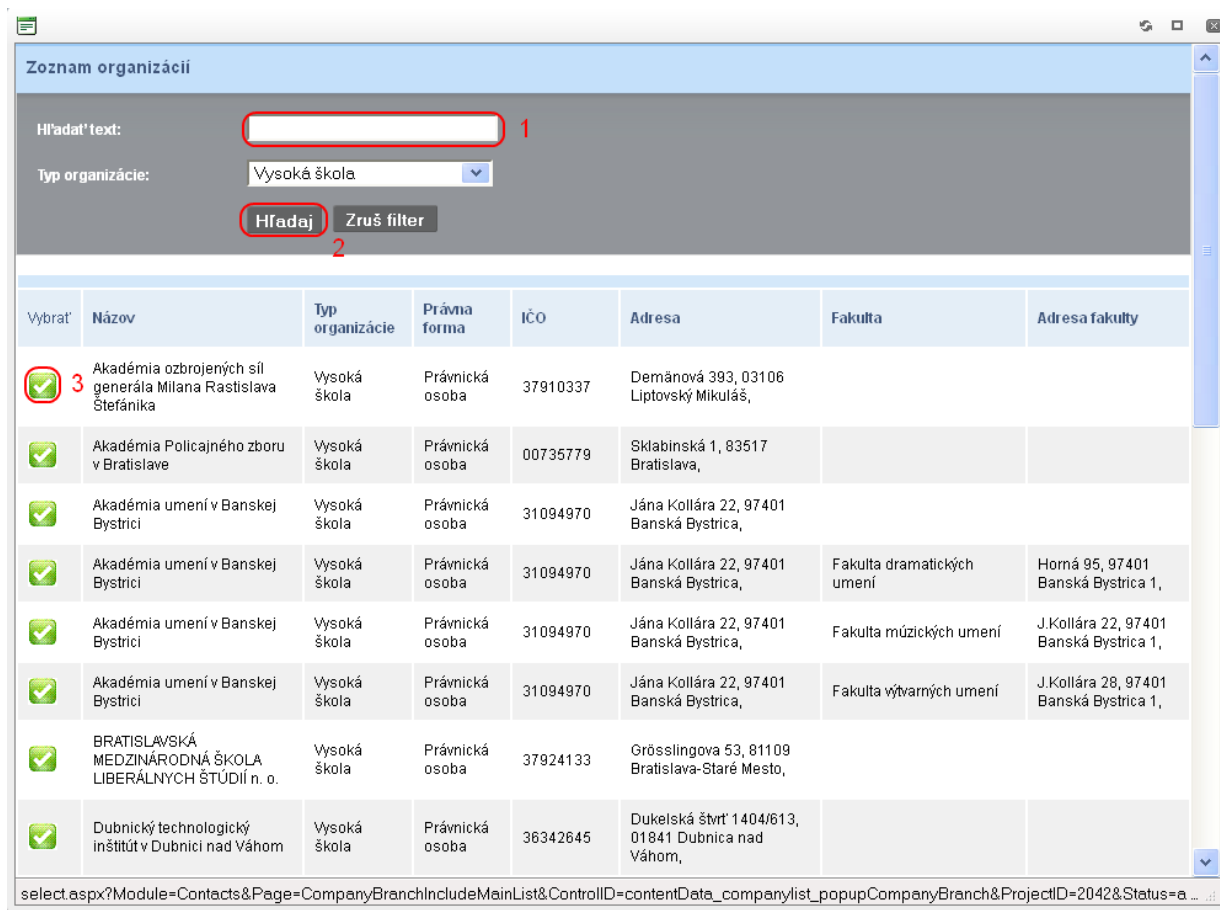 Zoznam organizácií
Hľadať text:
1
Typ organizácie:
Vysoká škola
Hľadaj
Zruš filter
2
Vybrať
Názov
Typ
organizácie
Právna
forma
IČO
Adresa
Fakulta
Adresa fakulty
3
Akadémia ozbrojených síl
generála Milana Rastislava
Štefánika
Vysoká
škola
Právnická
osoba
37910337
Demänová 393, 03106
Liptovský Mikuláš,
Akadémia Policajného zboru
v Bratislave
Vysoká
škola
Právnická
osoba
00735779
Sklabinská 1, 83517
Bratislava,
Akadémia umení v Banskej
Bystrici
Vysoká
škola
Právnická
osoba
31094970
Jána Kollára 22, 97401
Banská Bystrica,
Akadémia umení v Banskej
Bystrici
Vysoká
škola
Právnická
osoba
31094970
Jána Kollára 22, 97401
Banská Bystrica,
Fakulta dramatických
umení
Horná 95, 97401
Banská Bystrica 1,
Akadémia umení v Banskej
Bystrici
Vysoká
škola
Právnická
osoba
31094970
Jána Kollára 22, 97401
Banská Bystrica,
Fakulta múzických umení
J.Kollára 22, 97401
Banská Bystrica 1,
Akadémia umení v Banskej
Bystrici
Vysoká
škola
Právnická
osoba
31094970
Jána Kollára 22, 97401
Banská Bystrica,
Fakulta výtvarných umení
J.Kollára 28, 97401
Banská Bystrica 1,
BRATISLAVSKÁ
MEDZINÁRODNÁ ŠKOLA
LIBERÁLNYCH ŠTÚDIÍ n. o.
Vysoká
škola
Právnická
osoba
37924133
Grösslingova 53, 81109
Bratislava-Staré Mesto,
Dubnický technologický
inštitút v Dubnici nad Váhom
Vysoká
škola
Právnická
osoba
36342645
Dukelská štvrť 1404/613,
01841 Dubnica nad
Váhom,
select.aspx?Module=Contacts&Page=CompanyBranchIncludeMainList&ControlID=contentData_companylist_popupCompanyBranch&ProjectID=2042&Status=a ...